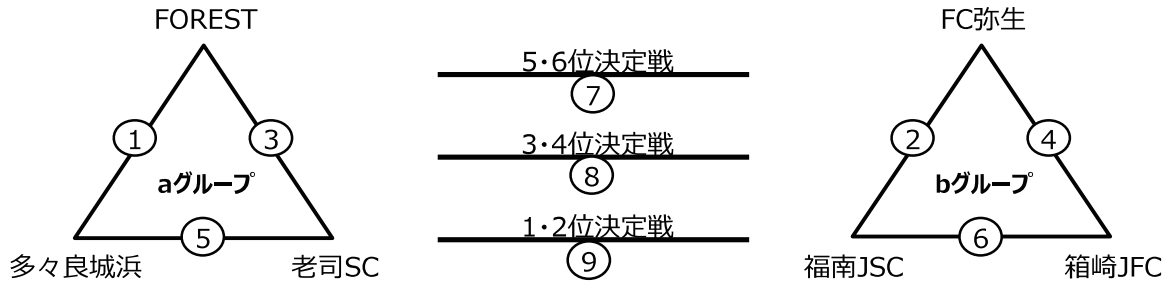 FOREST
FC弥生
5・6位決定戦
⑦
①
③
②
④
3・4位決定戦
⑧
aグループ
bグループ
1・2位決定戦
⑤
⑥
⑨
多々良城浜
老司SC
福南JSC
箱崎JFC